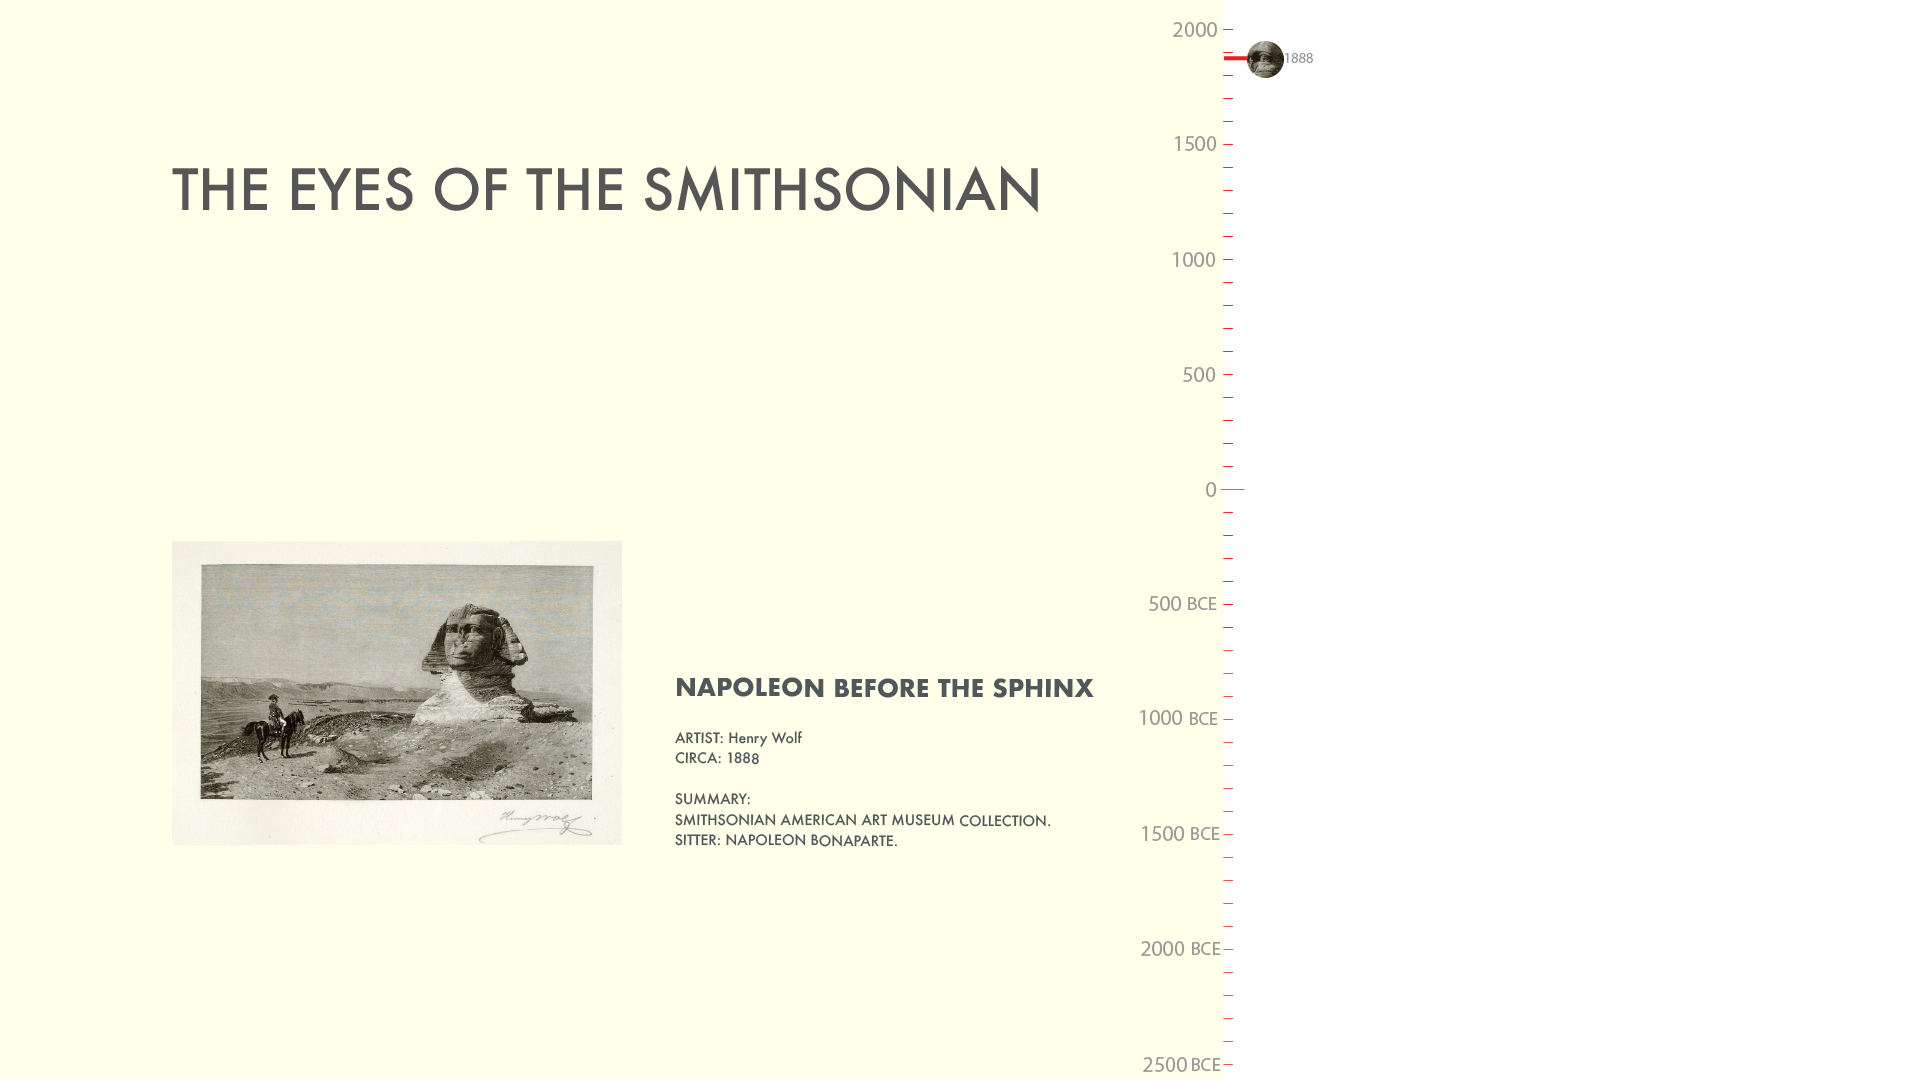 THE EYES OF THE SMITHSONIAN
Henry Wolf
NAPOLEON BEFORE THE SPHINX
ARTIST: Henry Wolf
CIRCA: 1888
SUMMARY:
SMITHSONIAN AMERICAN ART MUSEUM COLLECTION.
SITTER: NAPOLEON BONAPARTE.
2000
1888
1500
1000
500
0
500 BCE
1000 BCE
1500 BCE
2000 BCE
2500 BCE